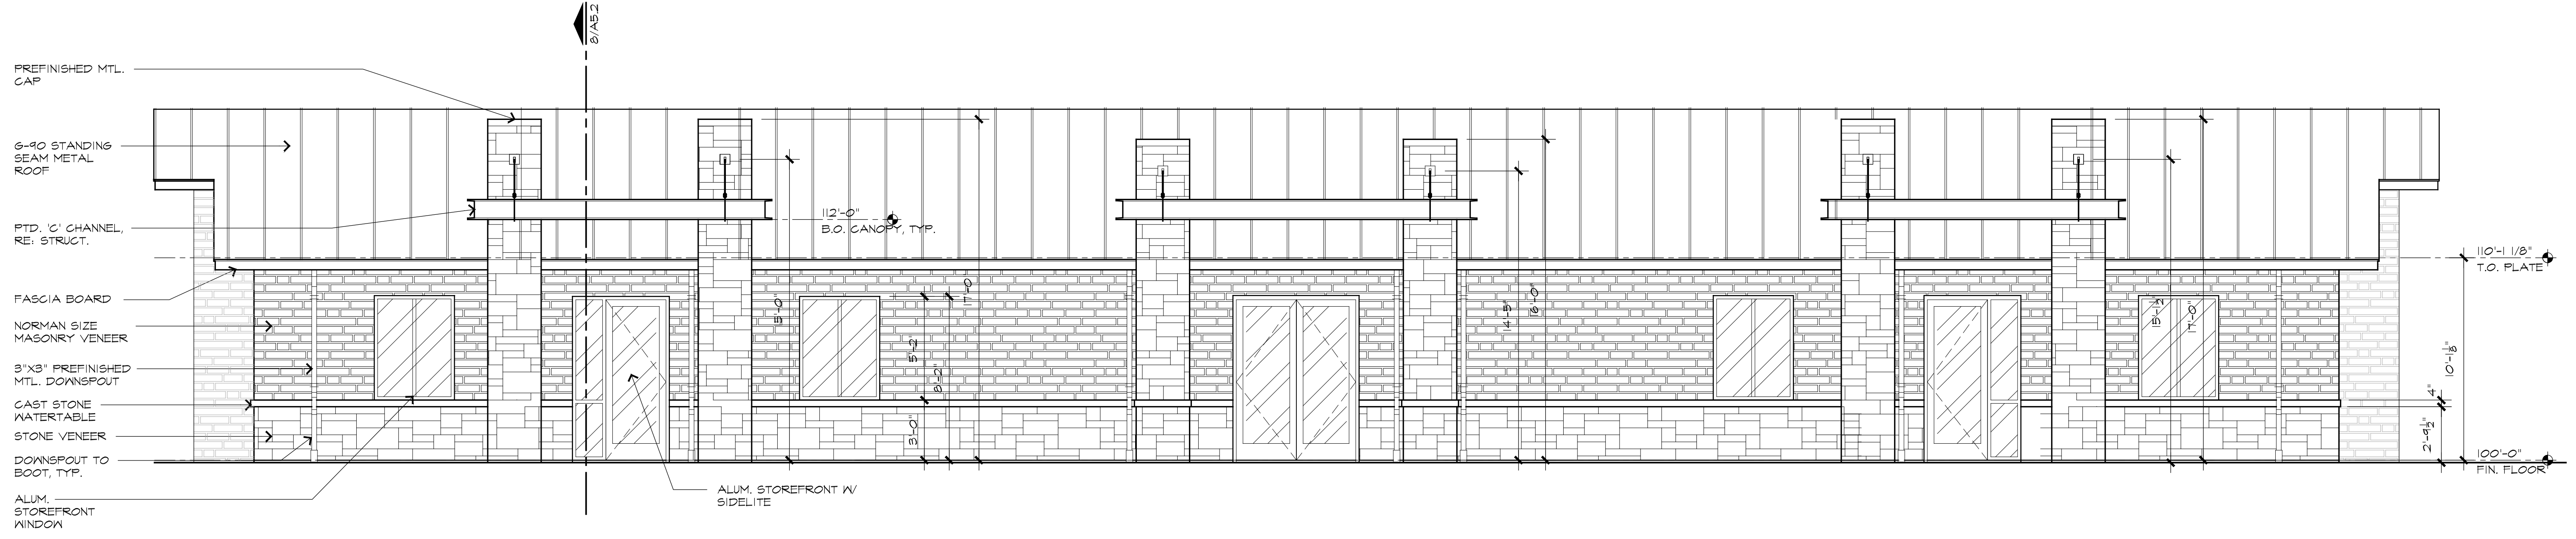 8/A5.2
PREFINISHED MTL.
CAP
G-90 STANDING
SEAM METAL
ROOF
PTD. 'C' CHANNEL,
RE: STRUCT.
FASCIA BOARD
NORMAN SIZE
MASONRY VENEER
3"X3" PREFINISHED
MTL. DOWNSPOUT
CAST STONE
WATERTABLE
STONE VENEER
DOWNSPOUT TO
BOOT, TYP.
ALUM.
STOREFRONT
WINDOW
ALUM. STOREFRONT W/
SIDELITE
112'-0"
B.O. CANOPY, TYP.
5'-0"
5'-2"
3'-0"
8'-2"
17'-0"
14'-5"
16'-0"
15'-1/2"
17'-0"
110'-1 1/8"
T.O. PLATE
10'-1 1/8"
4"
2'-9 1/2"
100'-0"
FIN. FLOOR